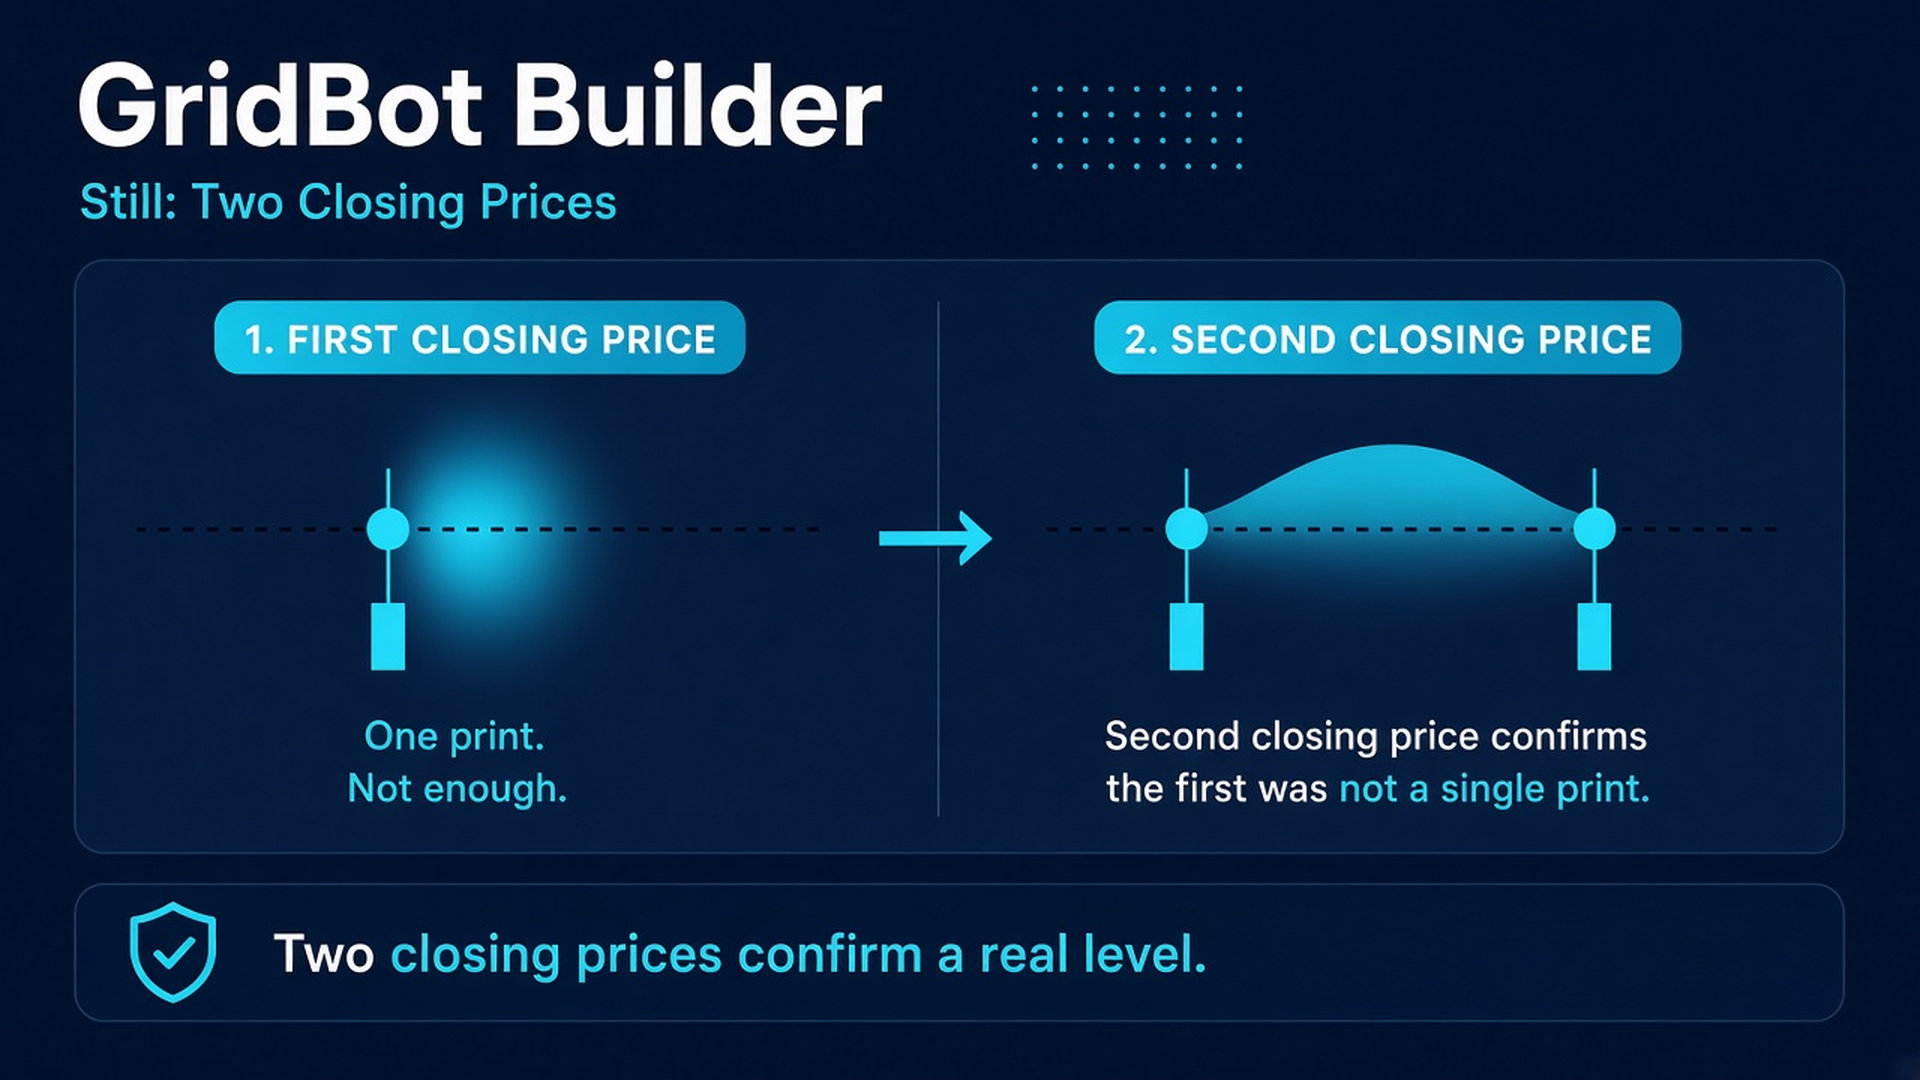 GridBot Builder
Still: Two Closing Prices
1. FIRST CLOSING PRICE
One print.
Not enough.
2. SECOND CLOSING PRICE
Second closing price confirms
the first was not a single print.
Two closing prices confirm a real level.